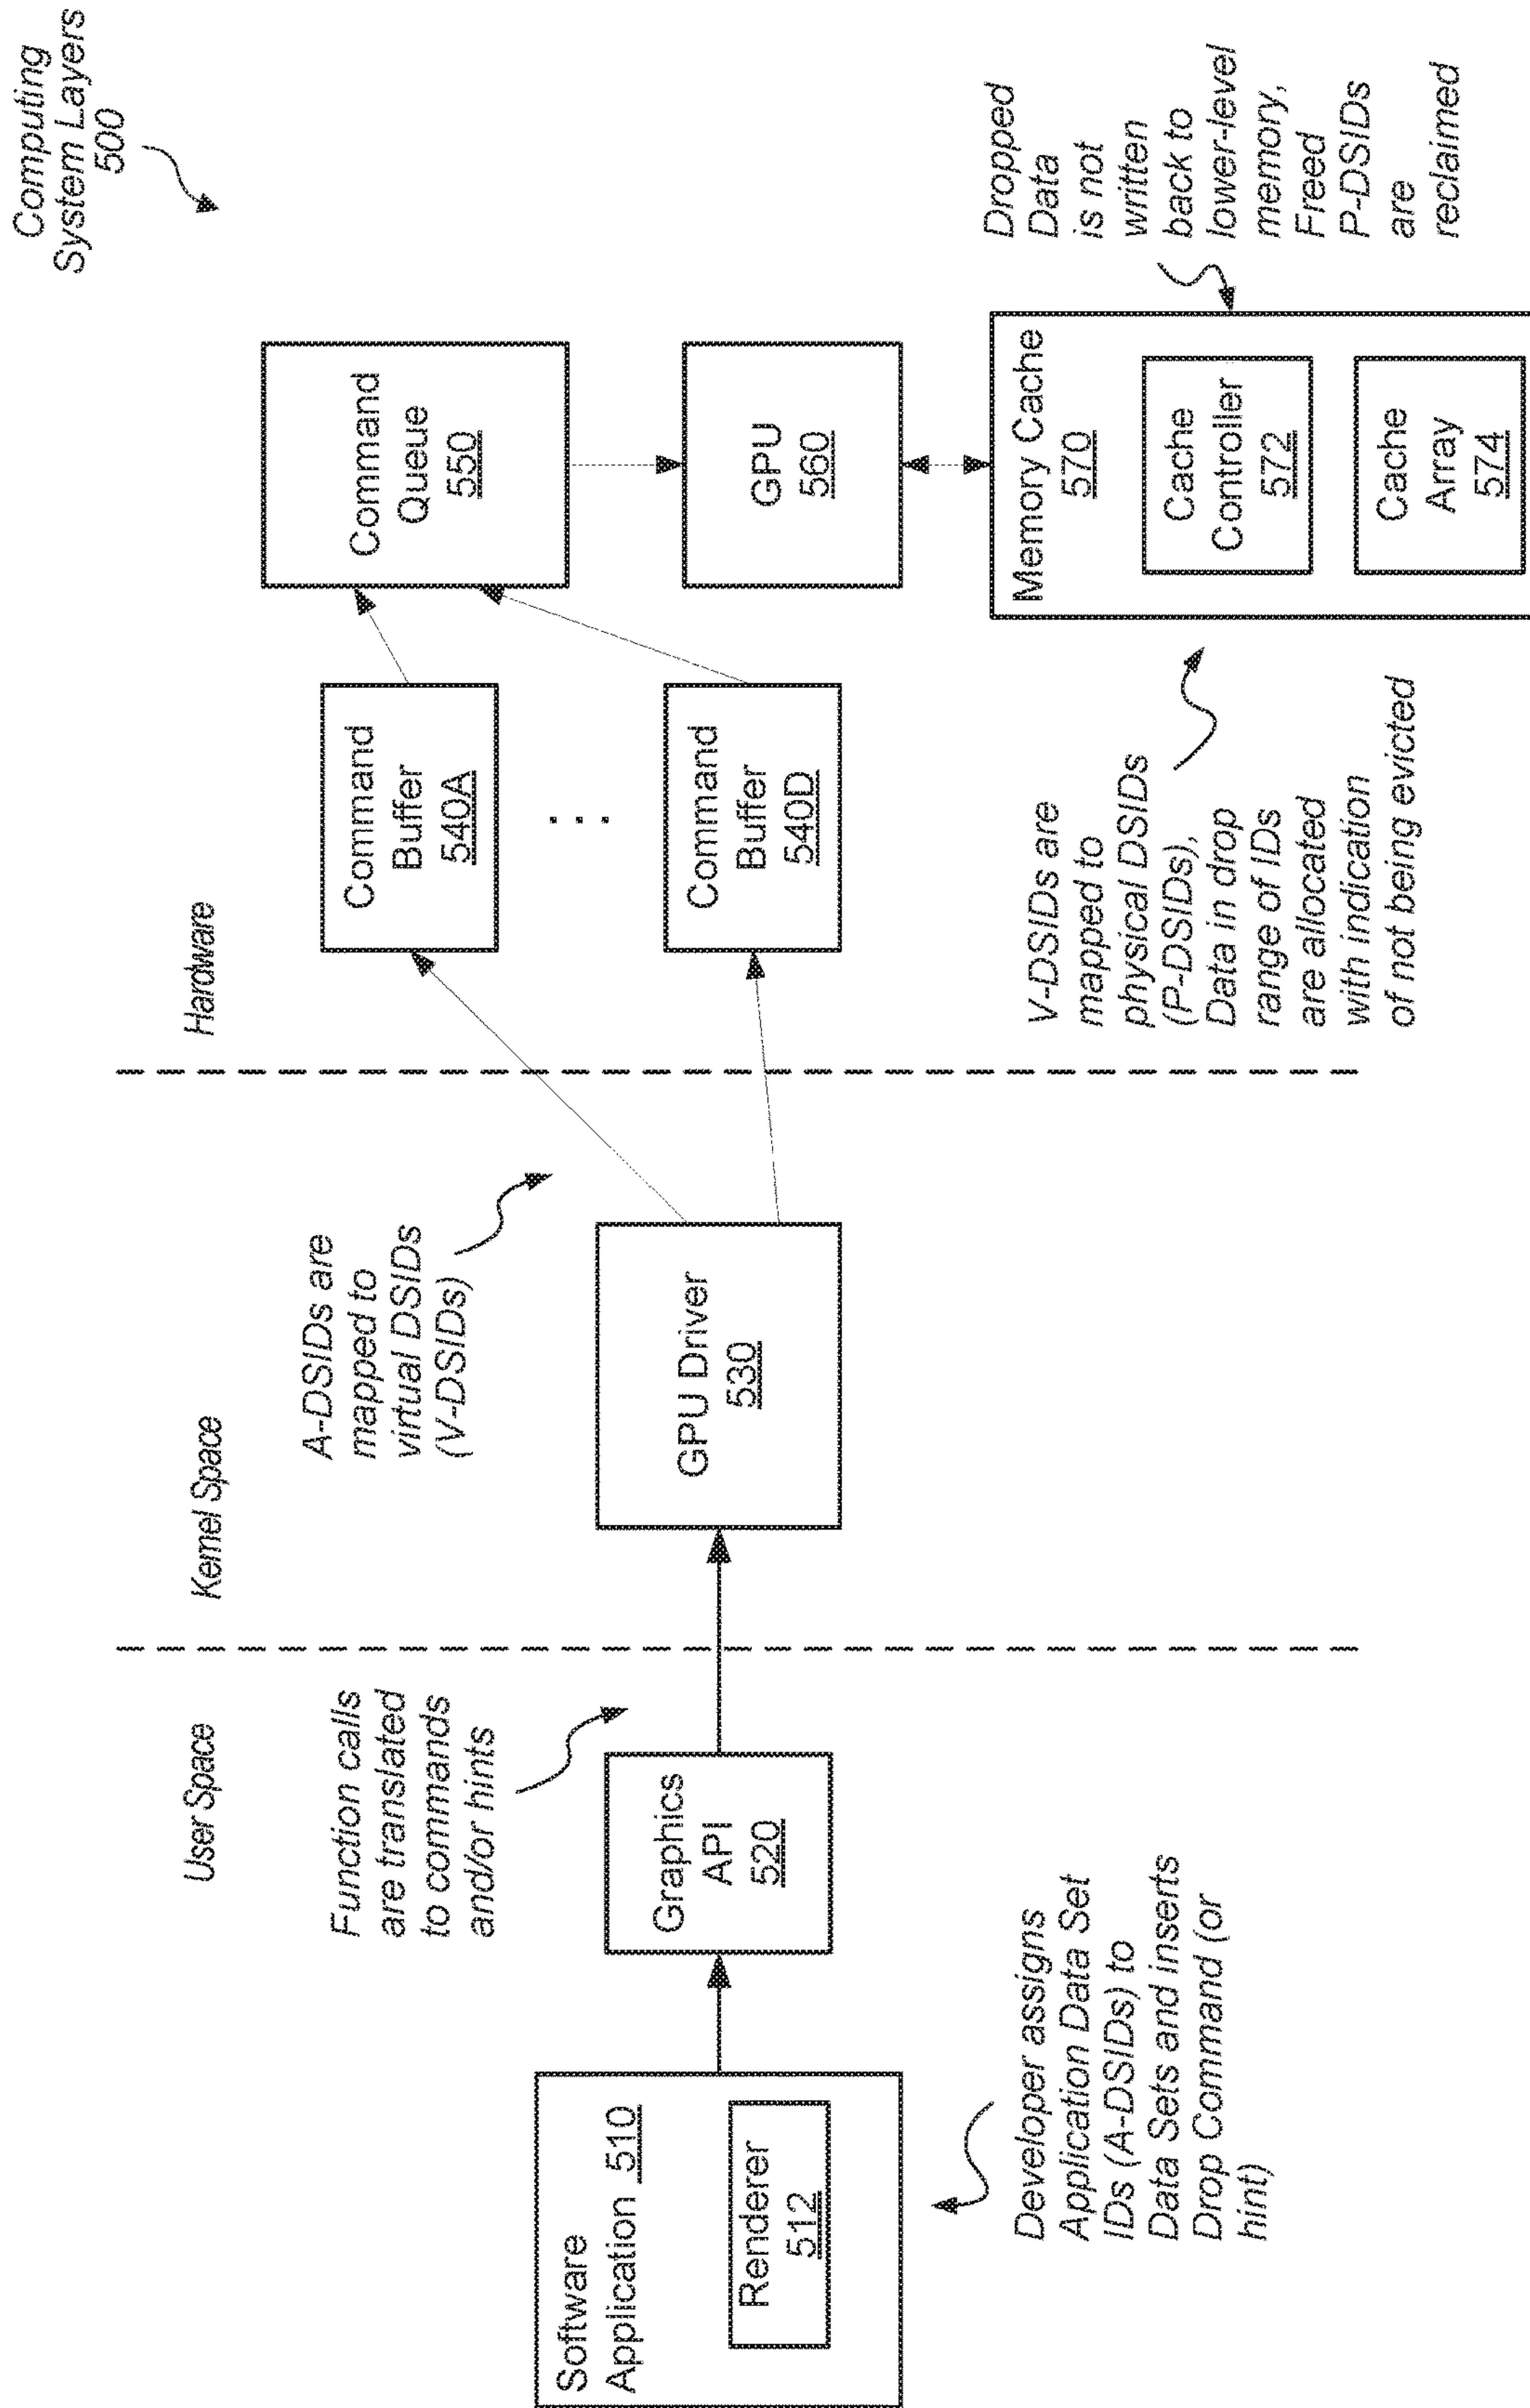 Computing
System Layers
500
User Space
Kernel Space
Hardware
Software
Application 510
Renderer
512
Developer assigns
Application Data Set
IDs (A-DSIDs) to
Data Sets and inserts
Drop Command (or
hint)
Function calls
are translated
to commands
and/or hints
Graphics
API
520
A-DSIDs are
mapped to
virtual DSIDs
(V-DSIDs)
GPU Driver
530
Command
Buffer
540A
. . .
Command
Buffer
540D
Command
Queue
550
GPU
560
V-DSIDs are
mapped to
physical DSIDs
(P-DSIDs),
Data in drop
range of IDs
are allocated
with indication
of not being evicted
Memory Cache
570
Cache
Controller
572
Cache
Array
574
Dropped
Data
is not
written
back to
lower-level
memory,
Freed
P-DSIDs
are
reclaimed